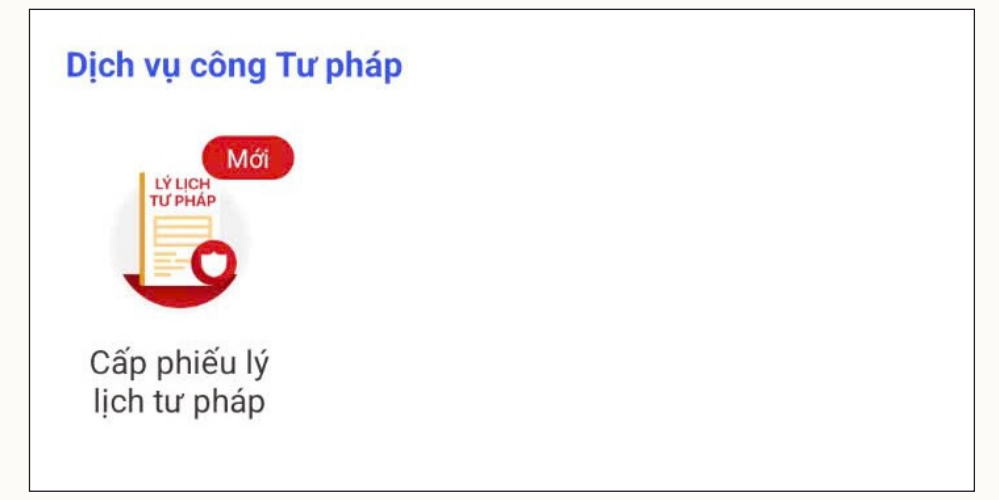 Dịch vụ công Tư pháp
Mới
LÝ LỊCH
TƯ PHÁP
Cấp phiếu lý
lịch tư pháp